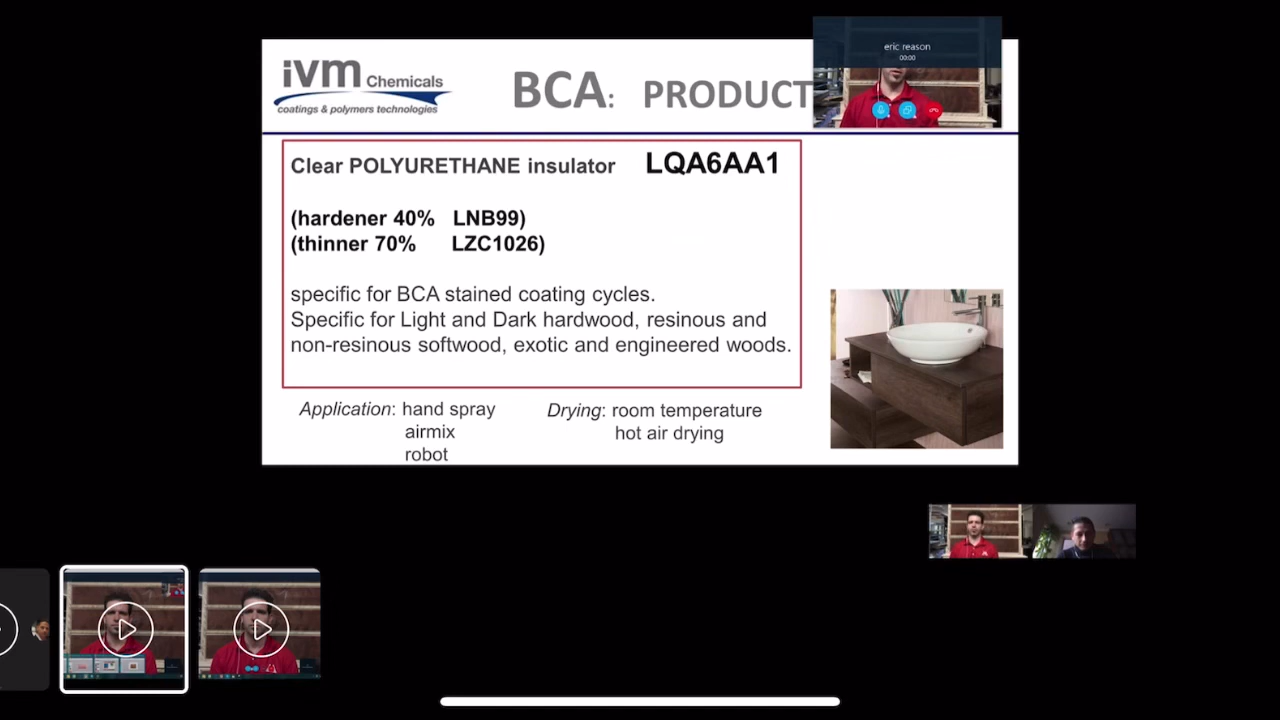 ivm Chemicals
coatings & polymers technologies
BCA: PRODUCT
eric reason
00:00
Clear POLYURETHANE insulator LQA6AA1
(hardener 40% LNB99)
(thinner 70% LZC1026)
specific for BCA stained coating cycles.
Specific for Light and Dark hardwood, resinous and
non-resinous softwood, exotic and engineered woods.
Application: hand spray
airmix
robot
Drying: room temperature
hot air drying